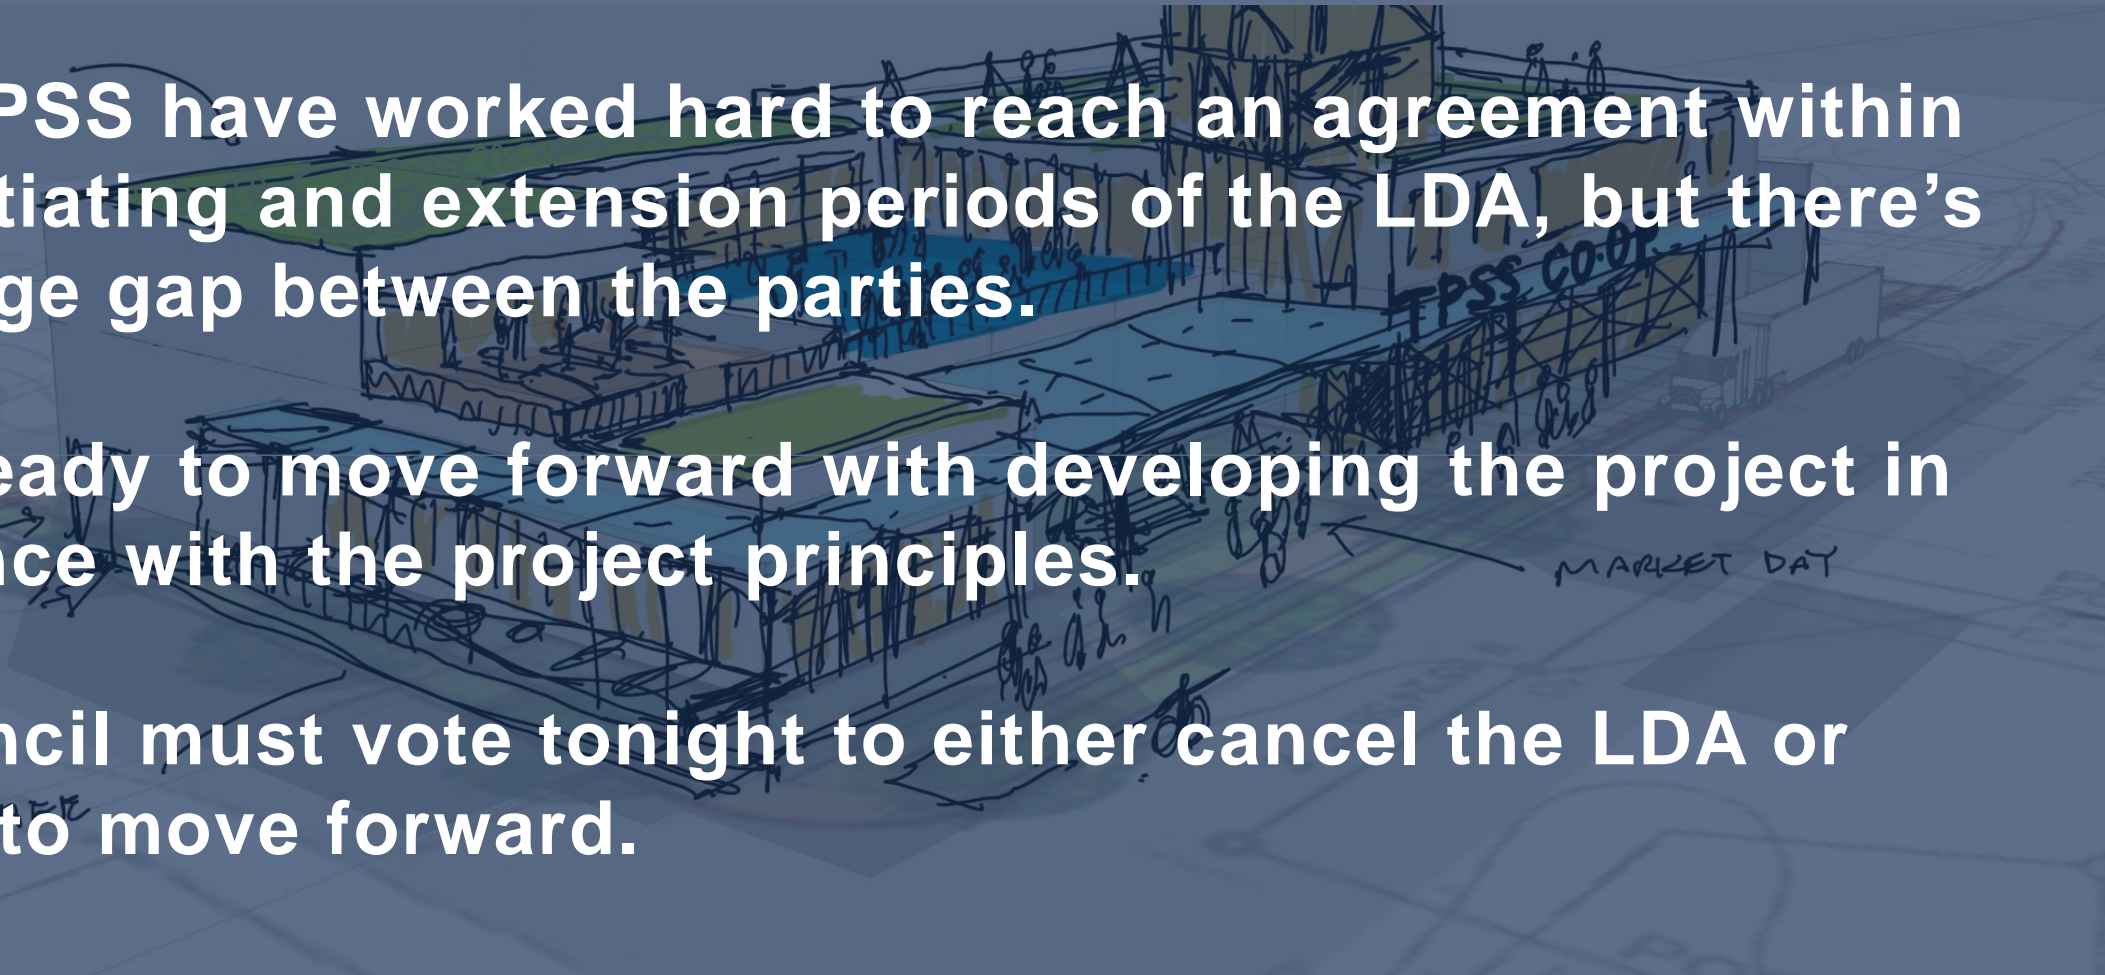 PSS have worked hard to reach an agreement within
tiating and extension periods of the LDA, but there’s
ge gap between the parties.
TPSS CO-OP
eady to move forward with developing the project in
nce with the project principles.
MARKET DAY
ncil must vote tonight to either cancel the LDA or
to move forward.